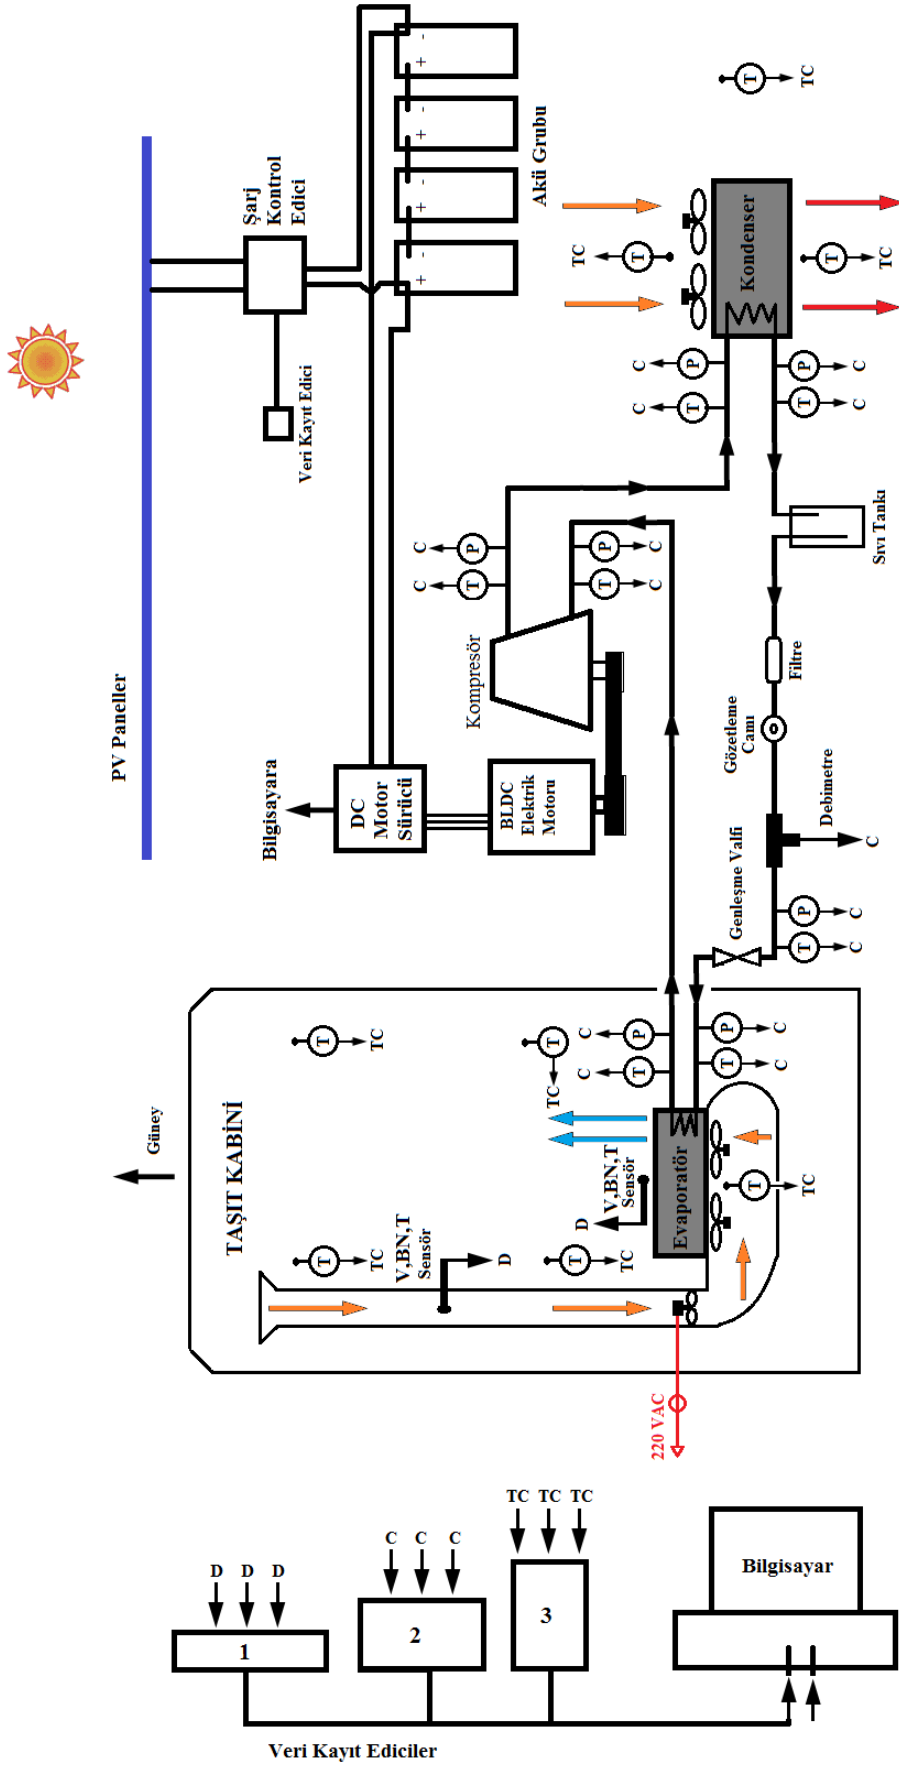 PV Paneller
Şarj
Kontrol
Edici
Veri Kayıt Edici
+ -
+ -
+ -
+ -
Akü Grubu
Bilgisayara
DC
Motor
Sürücü
BLDC
Elektrik
Motoru
Kompresör
T C
P C
T C
P C
Kondenser
T TC
T TC
T TC
T C
P C
T C
P C
Sıvı Tankı
Filtre
Gözetleme
Camı
Debimetre
C
Genleşme Valfi
T C
P C
Güney
TAŞIT KABİNİ
T TC
T TC
T TC
T TC
T TC
V,BN,T
Sensör
D
V,BN,T
Sensör
D
Evaporatör
T C
P C
T C
P C
220 VAC
D D D
1
C C C
2
TC TC TC
3
Bilgisayar
Veri Kayıt Ediciler